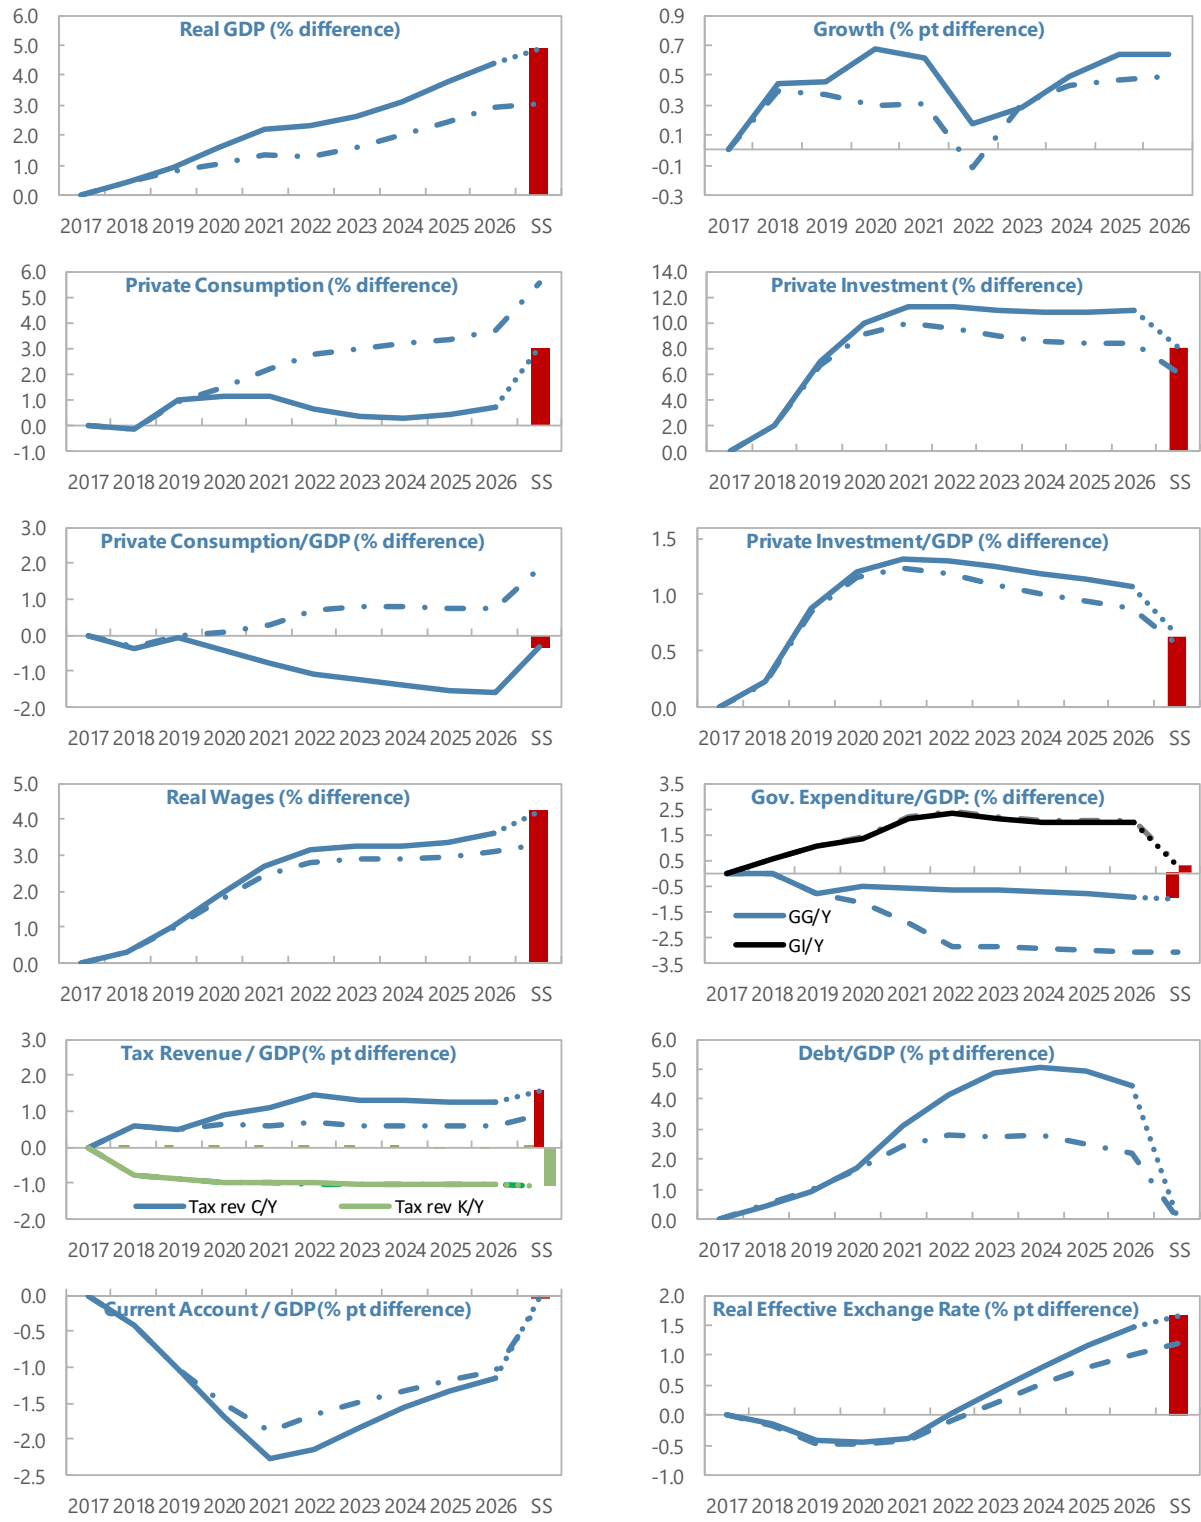 Real GDP (% difference)
6.0
5.0
4.0
3.0
2.0
1.0
0.0
2017 2018 2019 2020 2021 2022 2023 2024 2025 2026 SS
Growth (% pt difference)
0.9
0.7
0.5
0.3
0.1
-0.1
-0.3
2017 2018 2019 2020 2021 2022 2023 2024 2025 2026
Private Consumption (% difference)
6.0
5.0
4.0
3.0
2.0
1.0
0.0
-1.0
2017 2018 2019 2020 2021 2022 2023 2024 2025 2026 SS
Private Investment (% difference)
14.0
12.0
10.0
8.0
6.0
4.0
2.0
0.0
2017 2018 2019 2020 2021 2022 2023 2024 2025 2026 SS
Private Consumption/GDP (% difference)
3.0
2.0
1.0
0.0
-1.0
-2.0
2017 2018 2019 2020 2021 2022 2023 2024 2025 2026 SS
Private Investment/GDP (% difference)
1.5
1.0
0.5
0.0
2017 2018 2019 2020 2021 2022 2023 2024 2025 2026 SS
Real Wages (% difference)
5.0
4.0
3.0
2.0
1.0
0.0
2017 2018 2019 2020 2021 2022 2023 2024 2025 2026 SS
Gov. Expenditure/GDP: (% difference)
3.5
2.5
1.5
0.5
-0.5
-1.5
-2.5
-3.5
GG/Y
GI/Y
2017 2018 2019 2020 2021 2022 2023 2024 2025 2026 SS
Tax Revenue / GDP(% pt difference)
3.0
2.0
1.0
0.0
-1.0
-2.0
Tax rev C/Y
Tax rev K/Y
2017 2018 2019 2020 2021 2022 2023 2024 2025 2026 SS
Debt/GDP (% pt difference)
6.0
5.0
4.0
3.0
2.0
1.0
0.0
2017 2018 2019 2020 2021 2022 2023 2024 2025 2026 SS
Current Account / GDP(% pt difference)
0.0
-0.5
-1.0
-1.5
-2.0
-2.5
2017 2018 2019 2020 2021 2022 2023 2024 2025 2026 SS
Real Effective Exchange Rate (% pt difference)
2.0
1.5
1.0
0.5
0.0
-0.5
-1.0
2017 2018 2019 2020 2021 2022 2023 2024 2025 2026 SS